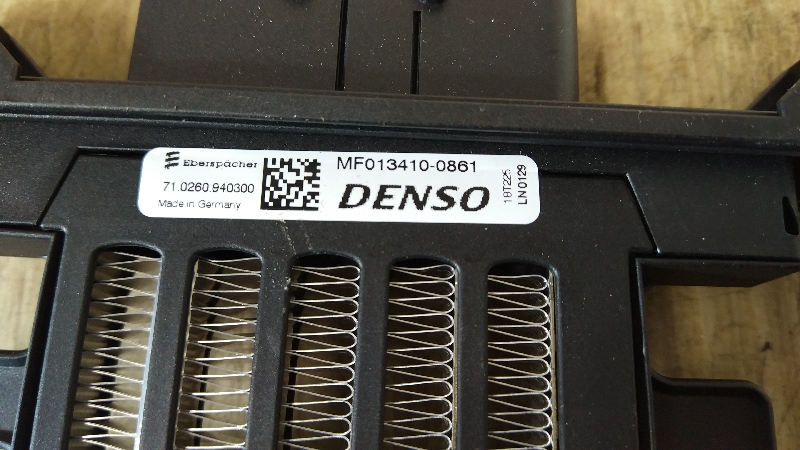 Eberspächer
71.0260.940300
Made in Germany
MF013410-0861
DENSO
18T225
LN0129